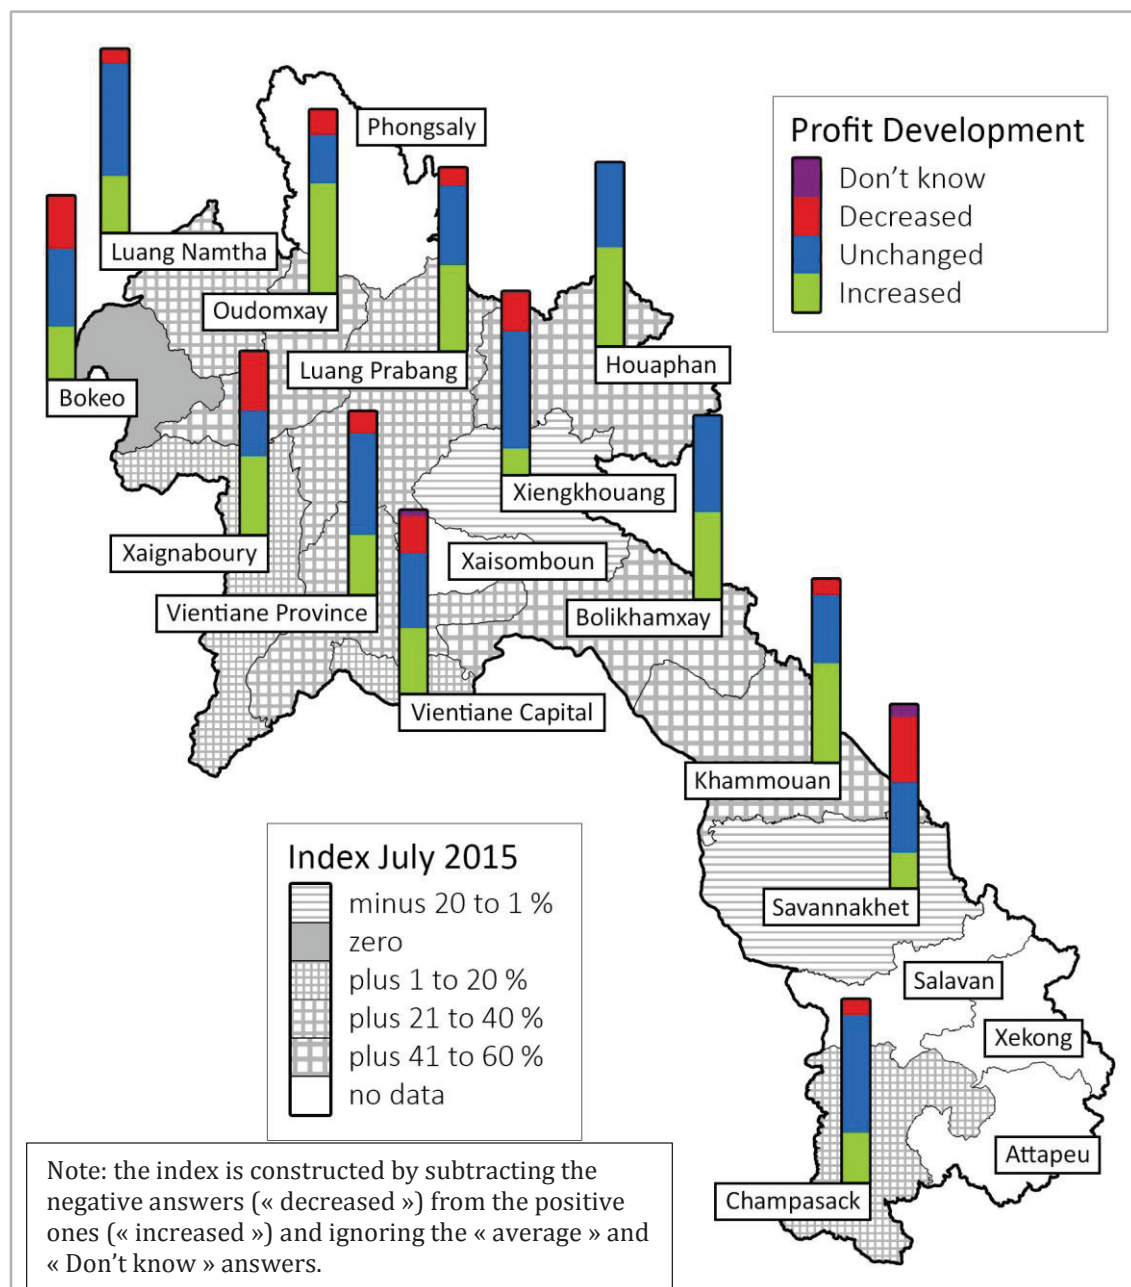 Phongsaly
Profit Development
Don't know
Decreased
Unchanged
Increased
Luang Namtha
Oudomxay
Luang Prabang
Houaphan
Bokeo
Xiengkhouang
Xaignaboury
Xaisomboun
Vientiane Province
Bolikhamxay
Vientiane Capital
Khammouan
Index July 2015
minus 20 to 1 %
zero
plus 1 to 20 %
plus 21 to 40 %
plus 41 to 60 %
no data
Savannakhet
Salavan
Xekong
Attapeu
Champasack
Note: the index is constructed by subtracting the
negative answers (« decreased ») from the positive
ones (« increased ») and ignoring the « average » and
« Don't know » answers.